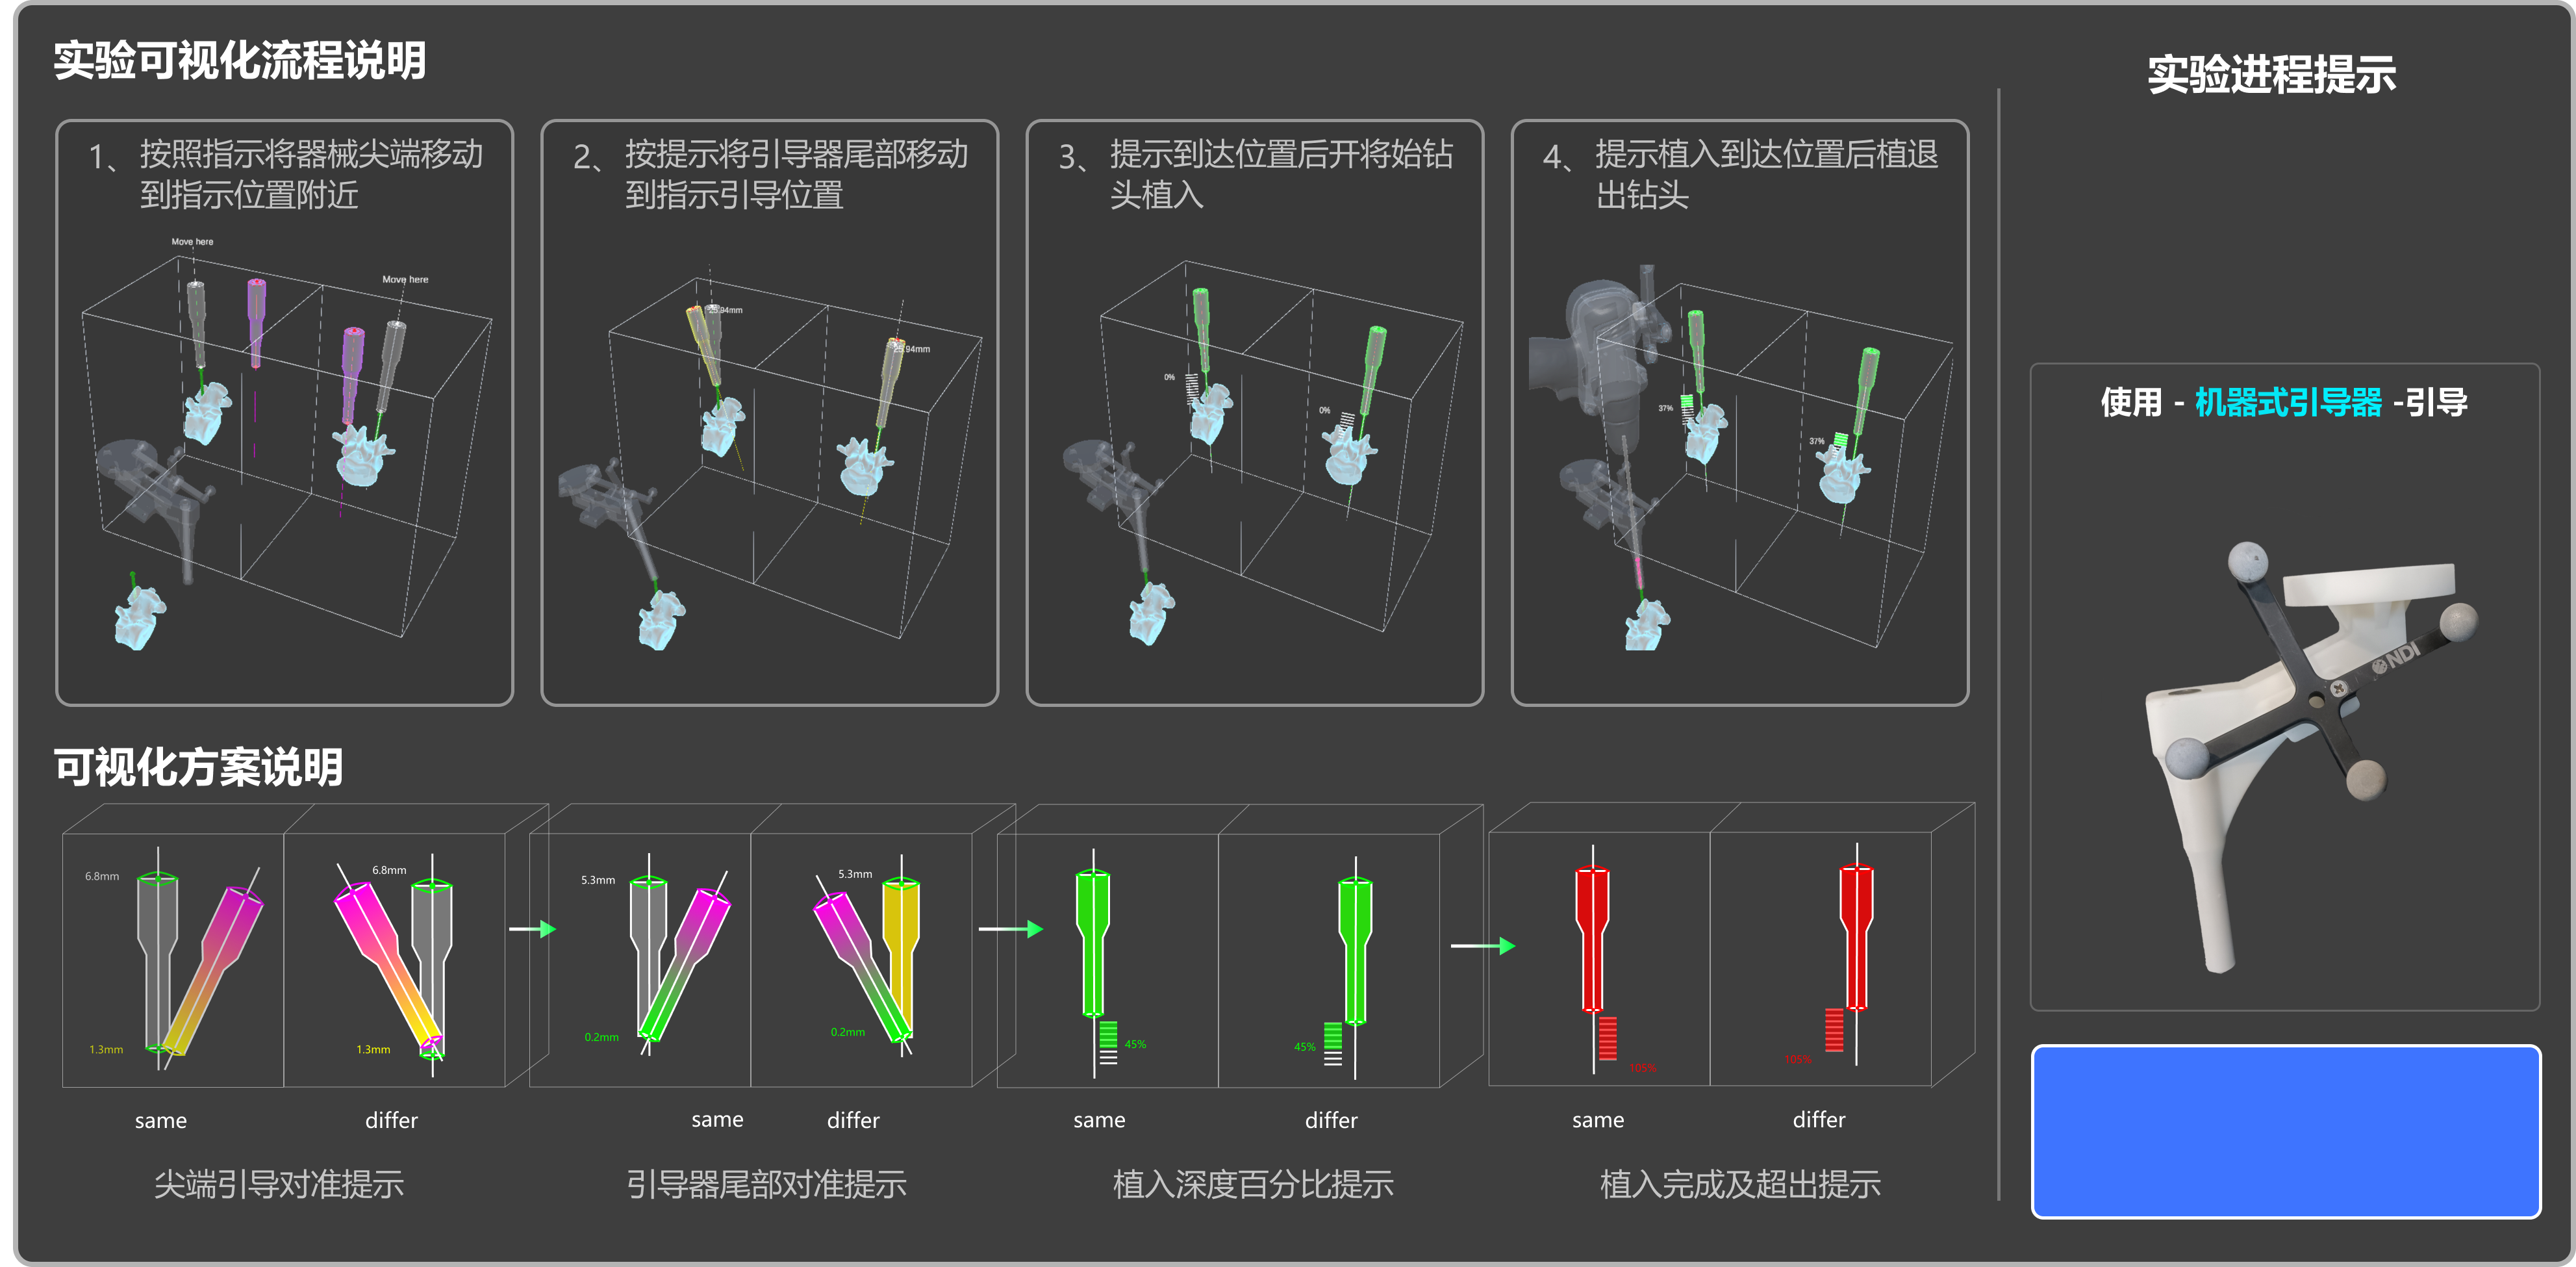 实验可视化流程说明
实验进程提示
1、 按照指示将器械尖端移动
到指示位置附近
Move here
Move here
2、 按提示将引导器尾部移动
到指示引导位置
25.94mm
25.94mm
3、 提示到达位置后开将始钻
头植入
0%
0%
4、 提示植入到达位置后植退
出钻头
37%
37%
使用 - 机器式引导器 -引导
NDI
可视化方案说明
6.8mm
6.8mm
1.3mm
1.3mm
same
differ
尖端引导对准提示
5.3mm
5.3mm
0.2mm
0.2mm
same
differ
引导器尾部对准提示
45%
45%
same
differ
植入深度百分比提示
105%
105%
same
differ
植入完成及超出提示